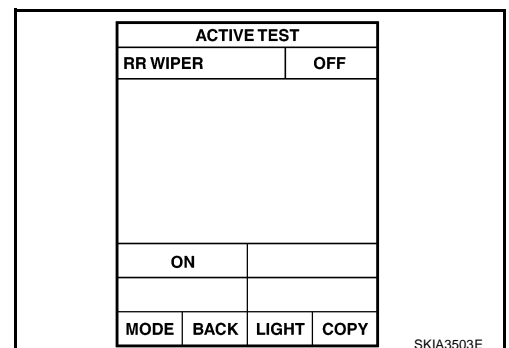 ACTIVE TEST
RR WIPER OFF
ON
MODE BACK LIGHT COPY
SKIA3503E